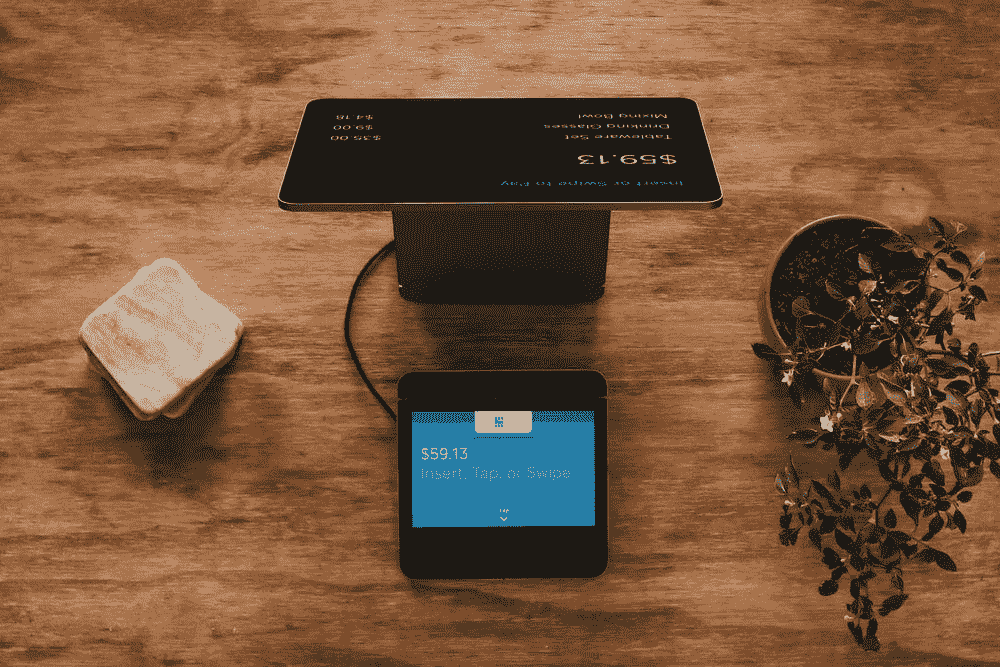 Insert or Swipe to Pay
$59.13
Tableware Set $35.00
Drinking Glasses $9.00
Mixing Bowl $4.18
$59.13
Insert, Tap, or Swipe
Tap